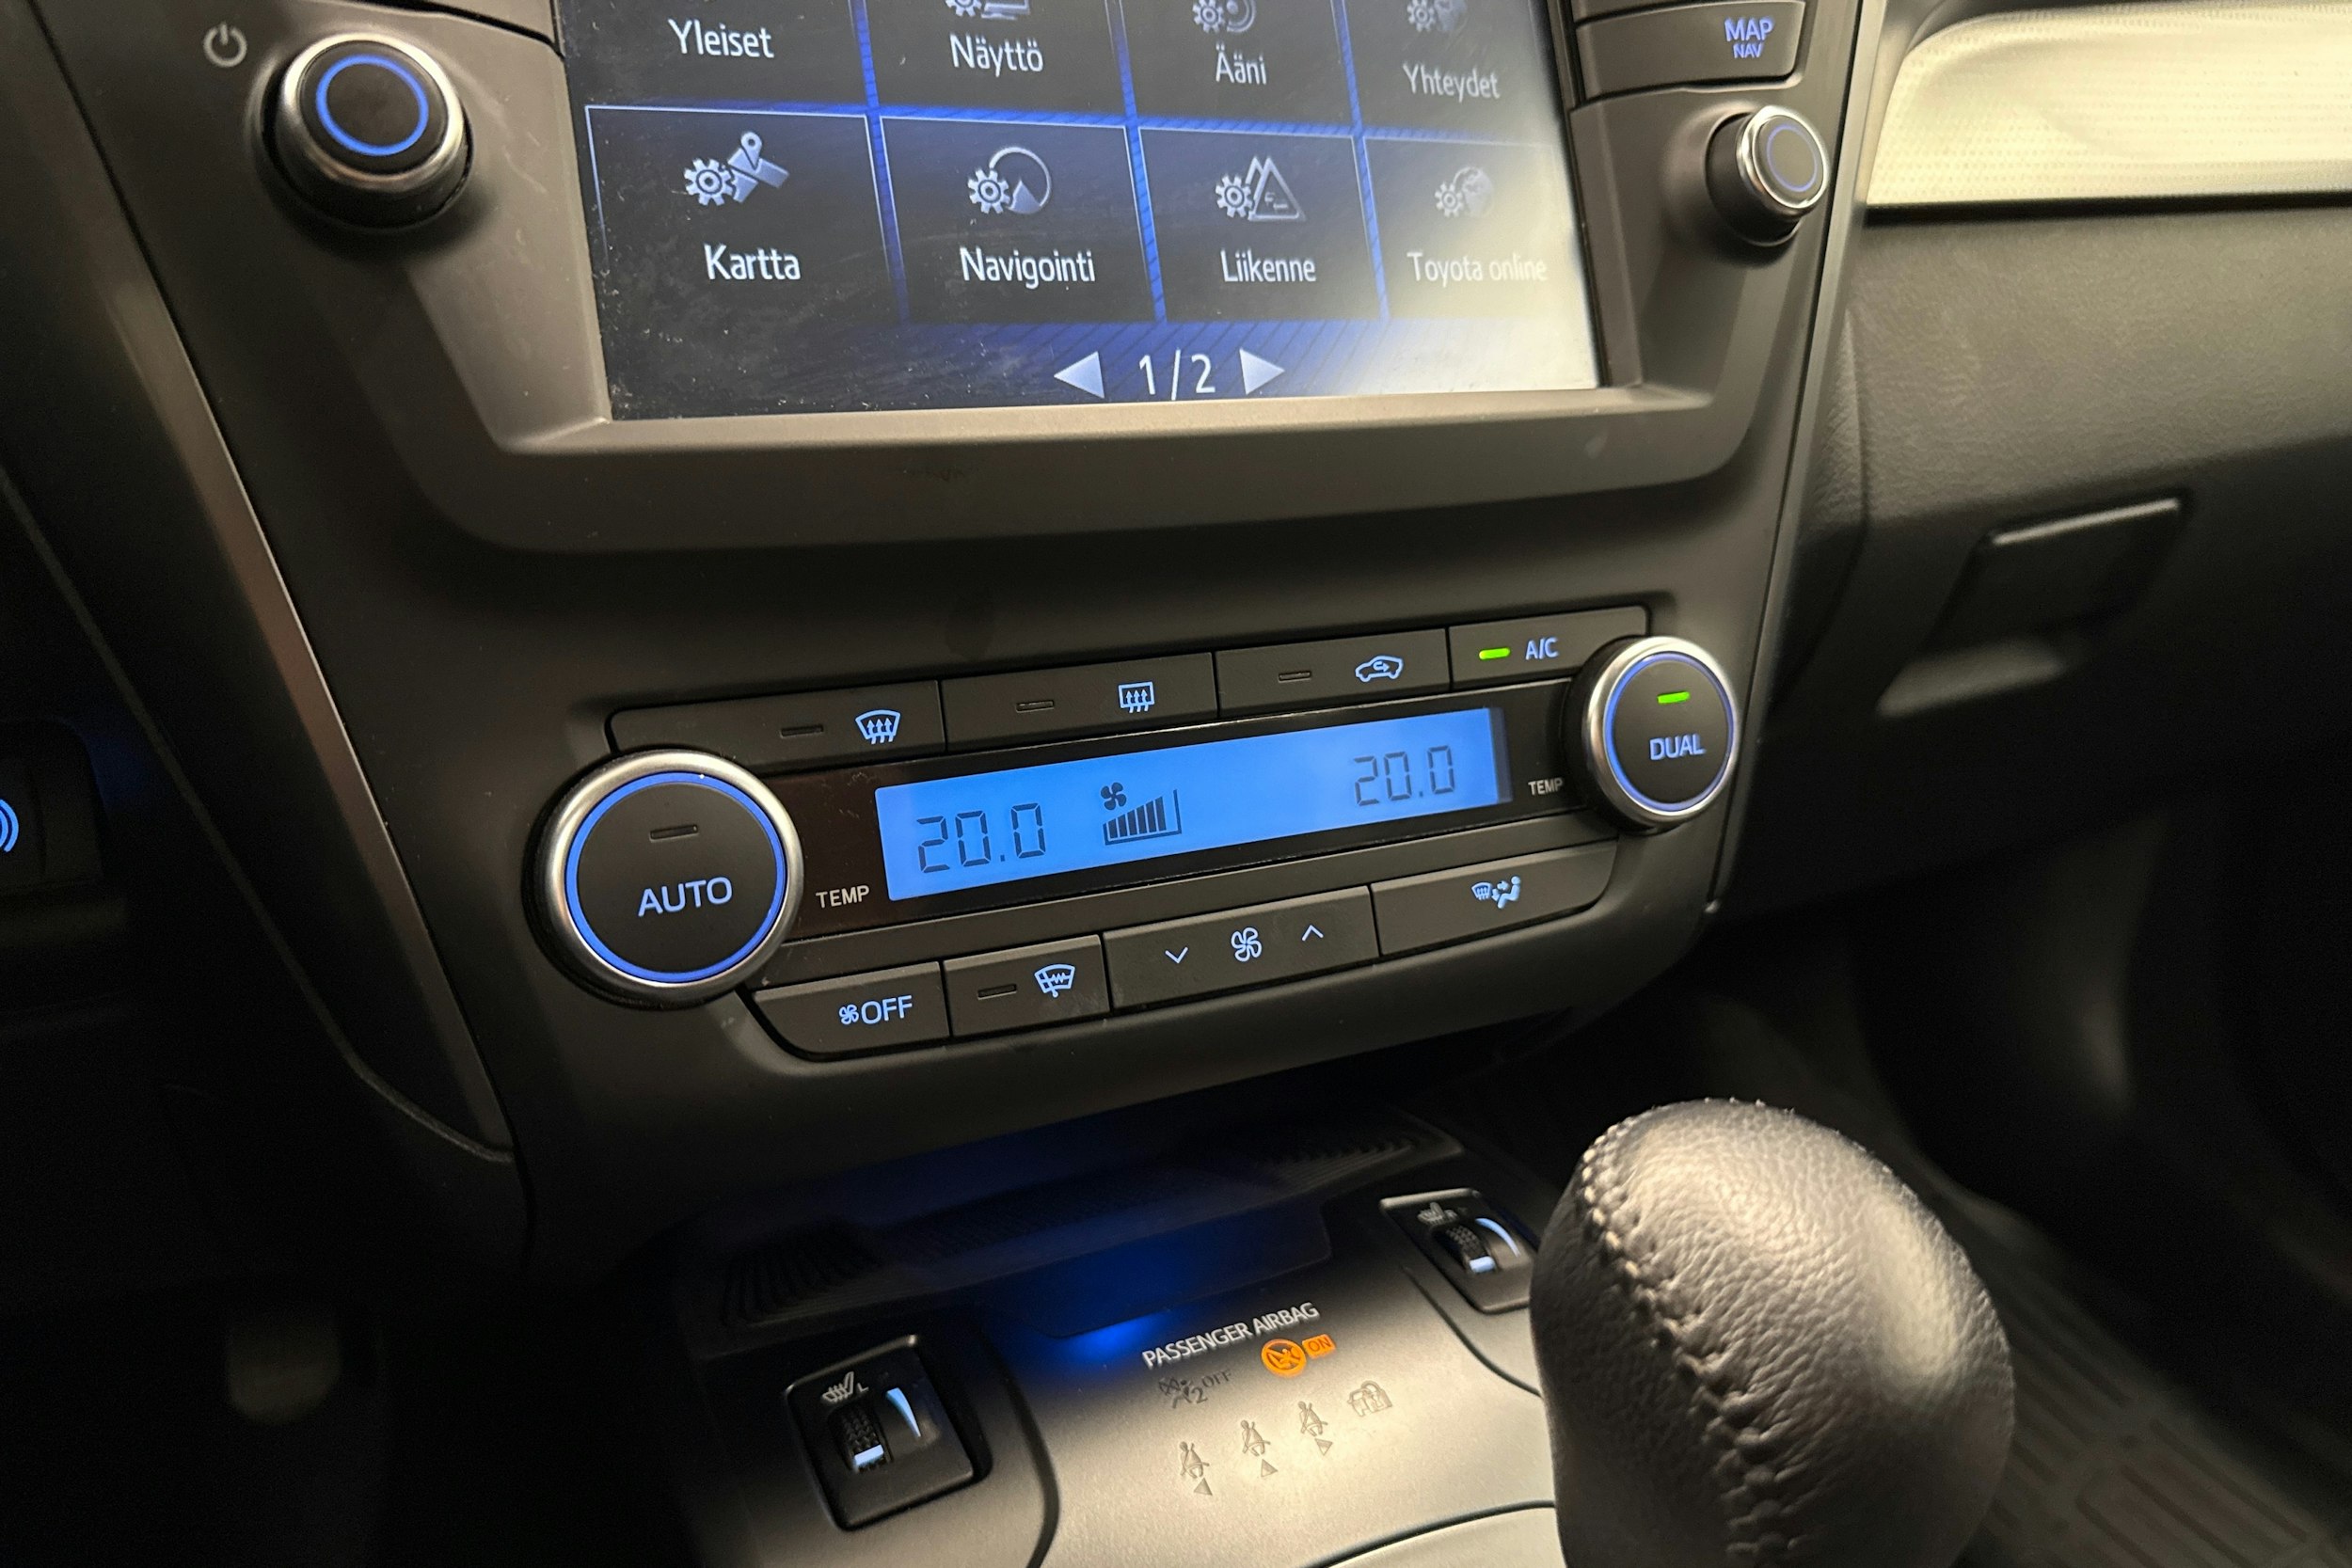 Yleiset
Näyttö
Ääni
Yhteydet
MAP
NAV
Kartta
Navigointi
Liikenne
Toyota online
1/2
A/C
DUAL
AUTO
TEMP
20.0
20.0
TEMP
OFF
PASSENGER AIRBAG
ON
2 OFF
L